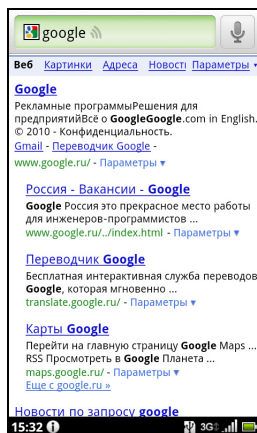 google
Веб Картинки Адреса Новости Параметры
Google
Рекламные программыРешения для
предприятийВсё о GoogleGoogle.com in English.
© 2010 - Конфиденциальность.
Gmail - Переводчик Google -
www.google.ru/ - Параметры ▼
Россия - Вакансии - Google
Google Россия это прекрасное место работы
для инженеров-программистов ...
www.google.ru/../index.html - Параметры ▼
Переводчик Google
Бесплатная интерактивная служба переводов
Google, которая мгновенно ...
translate.google.ru/ - Параметры ▼
Карты Google
Перейти на главную страницу Google Maps ...
RSS Просмотреть в Google Планета ...
maps.google.ru/ - Параметры ▼
Еще с google.ru »
Новости по запросу google
15:32 3G